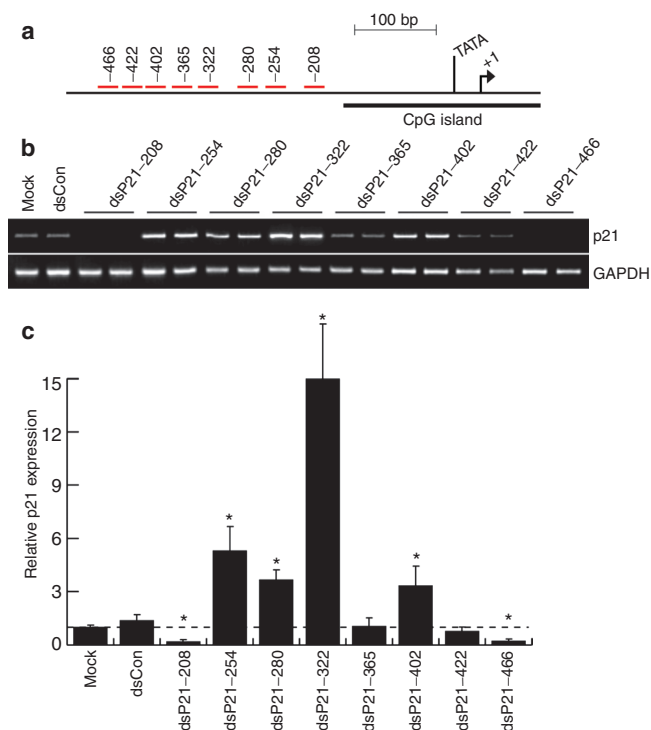 a
100 bp
−466
−422
−402
−365
−322
−280
−254
−208
TATA
+1
CpG island
b
Mock
dsCon
dsP21−208
dsP21−254
dsP21−280
dsP21−322
dsP21−365
dsP21−402
dsP21−422
dsP21−466
p21
GAPDH
c
Relative p21 expression
15
12
9
6
3
0
*
*
*
*
*
*
Mock
dsCon
dsP21−208
dsP21−254
dsP21−280
dsP21−322
dsP21−365
dsP21−402
dsP21−422
dsP21−466